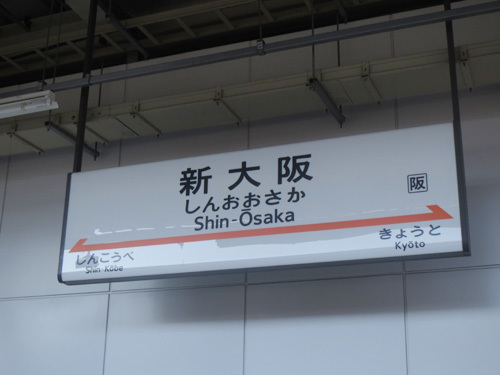 新大阪
しんおおさか
Shin-Ōsaka
阪
しんこうべ
Shin-Kōbe
きょうと
Kyōto